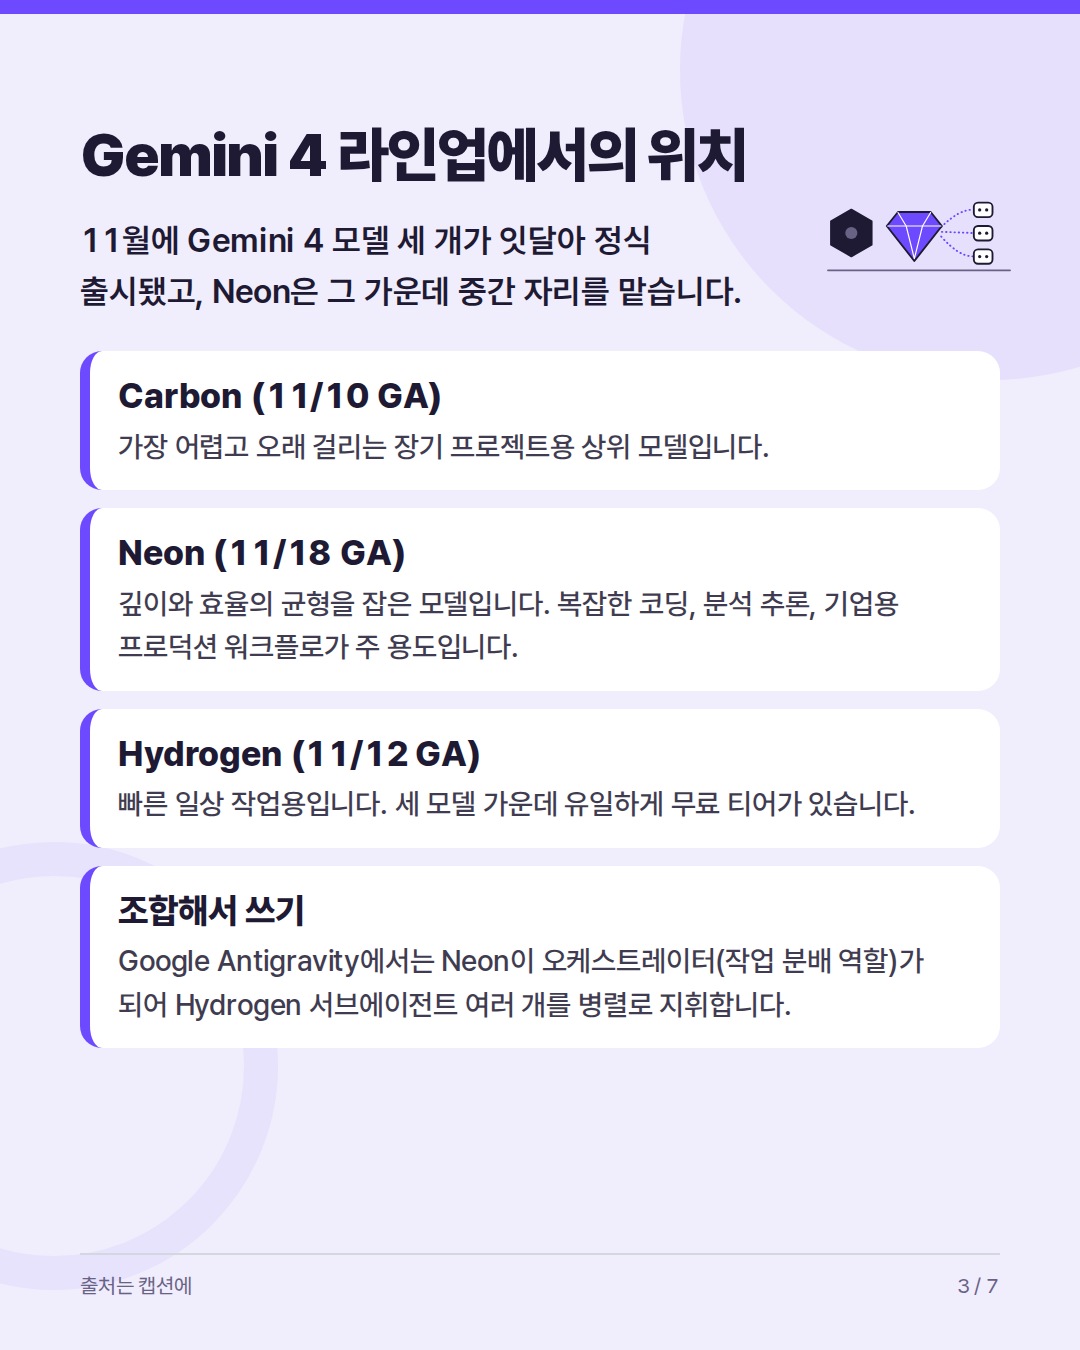 Gemini 4 라인업에서의 위치
11월에 Gemini 4 모델 세 개가 잇달아 정식
출시됐고, Neon은 그 가운데 중간 자리를 맡습니다.
Carbon (11/10 GA)
가장 어렵고 오래 걸리는 장기 프로젝트용 상위 모델입니다.
Neon (11/18 GA)
깊이와 효율의 균형을 잡은 모델입니다. 복잡한 코딩, 분석 추론, 기업용
프로덕션 워크플로가 주 용도입니다.
Hydrogen (11/12 GA)
빠른 일상 작업용입니다. 세 모델 가운데 유일하게 무료 티어가 있습니다.
조합해서 쓰기
Google Antigravity에서는 Neon이 오케스트레이터(작업 분배 역할)가
되어 Hydrogen 서브에이전트 여러 개를 병렬로 지휘합니다.
출처는 캡션에
3 / 7